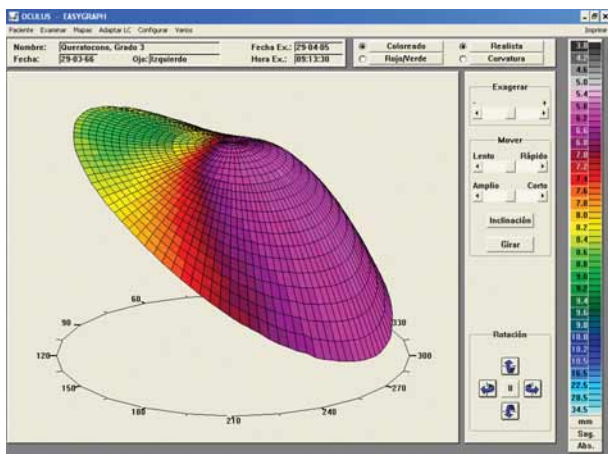 OCULUS - EASYGRAPH
Paciente Examinar Mapas Adaptar LC Configurar Varios Imprimir
Nombre: Queratocono, Grado 3 Fecha Ex.: 29-04-05
Fecha: 29-03-66 Ojo: Izquierdo Hora Ex.: 09:13:30
Coloreado Realista
Rojo/Verde Curvatura
Exagerar
- +
Mover
Lento Rápido
Amplio Corto
Inclinación
Girar
Rotación
60
90
120
150
180
210
240
270
300
330
3.8
4.2
4.6
5.0
5.4
5.8
6.2
6.6
6.8
7.0
7.2
7.4
7.6
7.8
8.0
8.2
8.4
8.6
8.8
9.0
9.2
9.4
9.6
9.8
10.0
10.2
10.5
16.5
22.5
28.5
34.5
mm
Sag.
Abs.